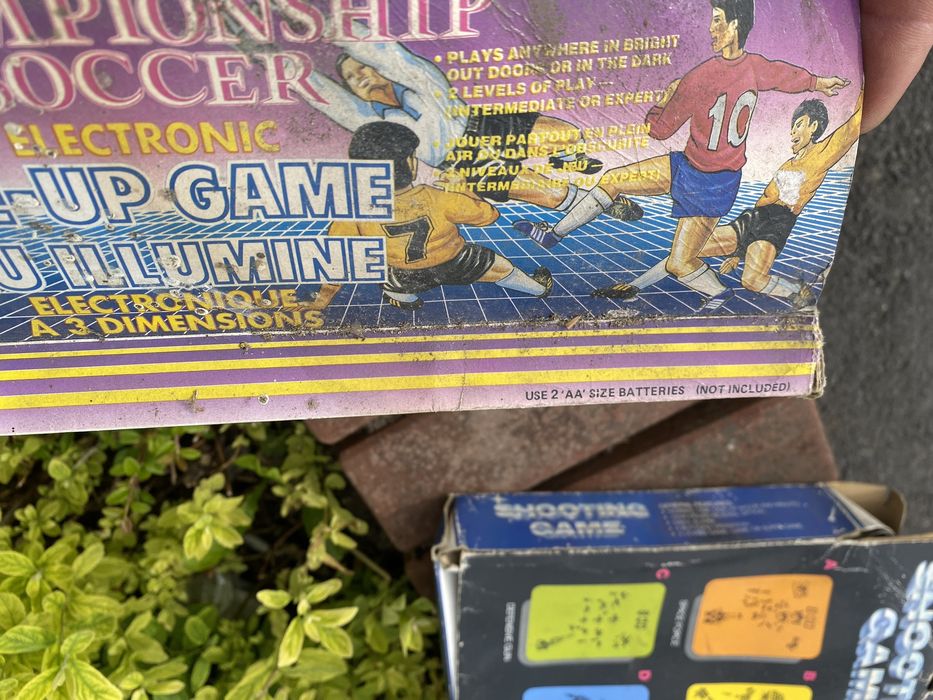 MPIONSHIP
OCCER
ELECTRONIC
-UP GAME
U ILLUMINE
ELECTRONIQUE
A 3 DIMENSIONS
• PLAYS ANYWHERE IN BRIGHT
OUT DOORS OR IN THE DARK
• 2 LEVELS OF PLAY —
(INTERMEDIATE OR EXPERT)
• JOUER PARTOUT EN PLEIN
AIR OU DANS L'OBSCURITE
• 2 NIVEAUX DE JEU —
(INTERMEDIAIRE OU EXPERT)
10
7
USE 2 'AA' SIZE BATTERIES (NOT INCLUDED)
SHOOTING
GAME
C
A
D
B